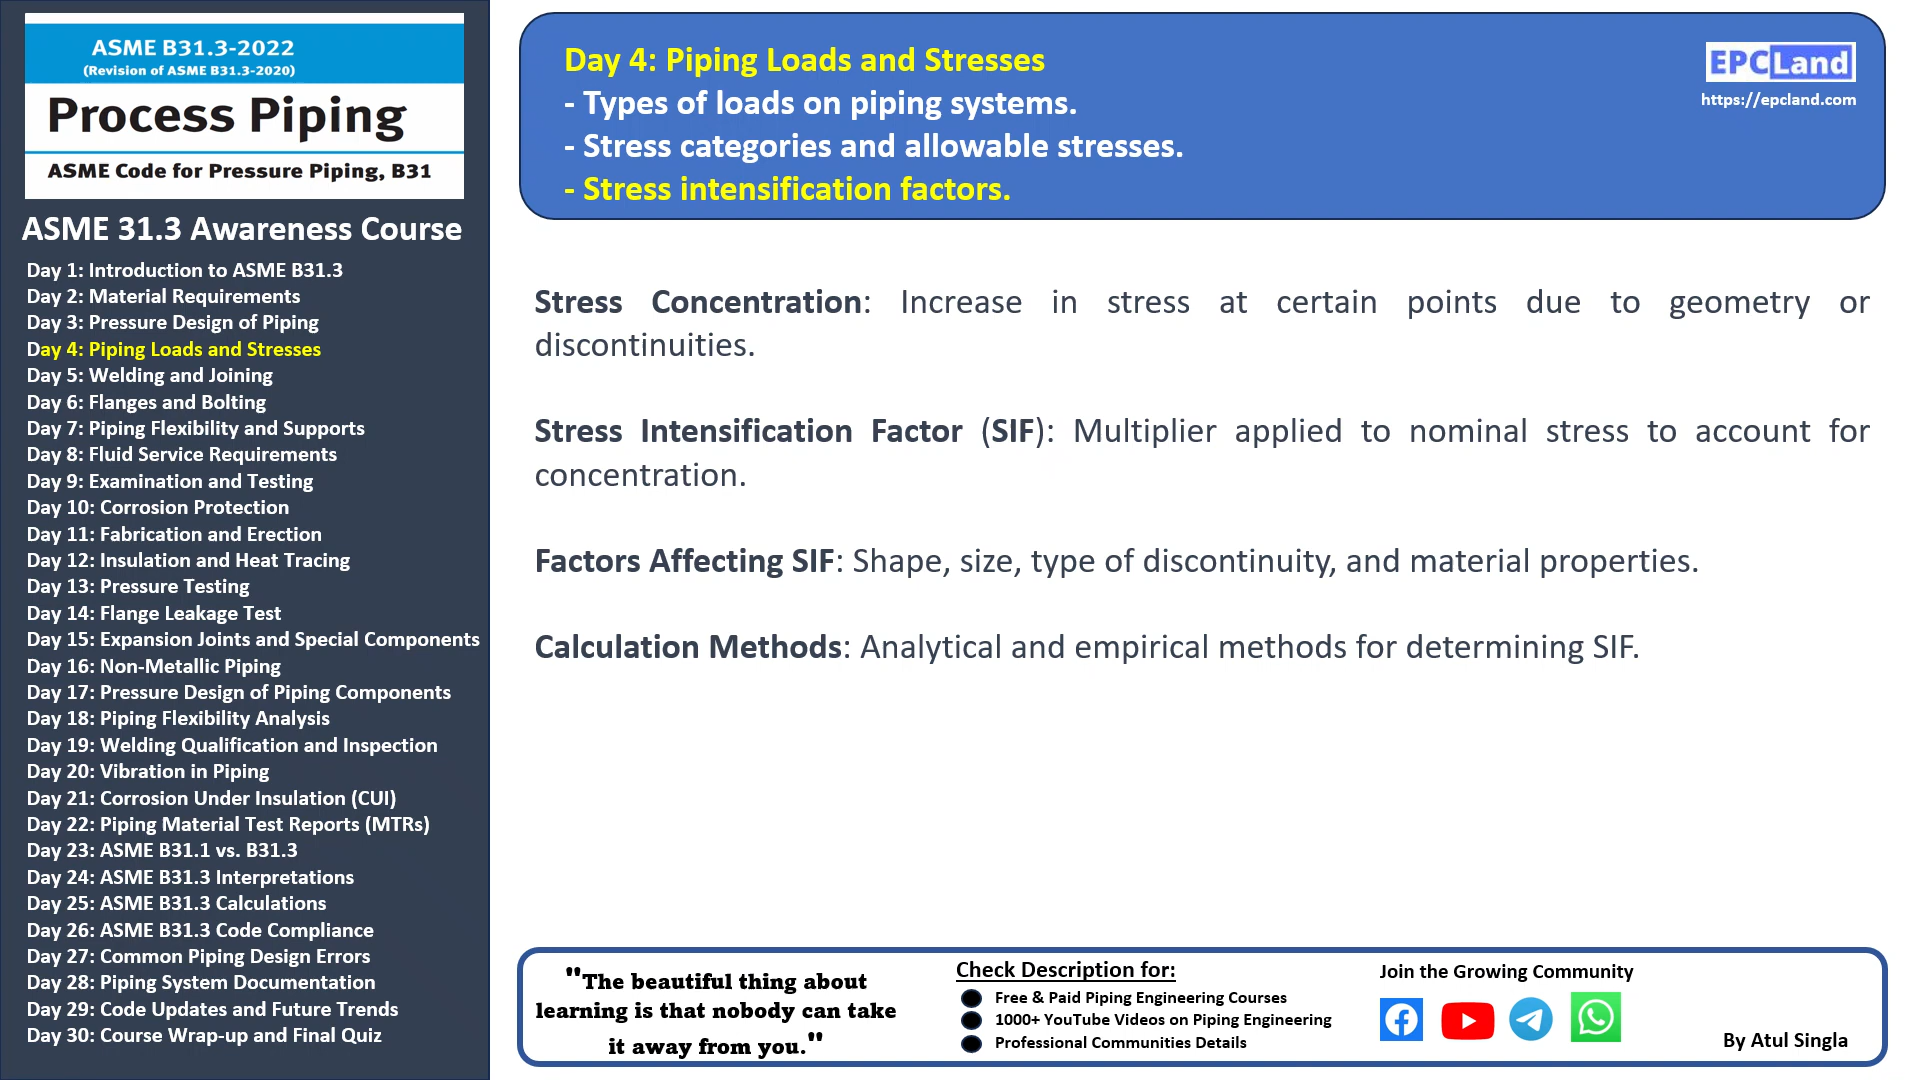 ASME B31.3-2022
(Revision of ASME B31.3-2020)
Process Piping
ASME Code for Pressure Piping, B31
ASME 31.3 Awareness Course
Day 1: Introduction to ASME B31.3
Day 2: Material Requirements
Day 3: Pressure Design of Piping
Day 4: Piping Loads and Stresses
Day 5: Welding and Joining
Day 6: Flanges and Bolting
Day 7: Piping Flexibility and Supports
Day 8: Fluid Service Requirements
Day 9: Examination and Testing
Day 10: Corrosion Protection
Day 11: Fabrication and Erection
Day 12: Insulation and Heat Tracing
Day 13: Pressure Testing
Day 14: Flange Leakage Test
Day 15: Expansion Joints and Special Components
Day 16: Non-Metallic Piping
Day 17: Pressure Design of Piping Components
Day 18: Piping Flexibility Analysis
Day 19: Welding Qualification and Inspection
Day 20: Vibration in Piping
Day 21: Corrosion Under Insulation (CUI)
Day 22: Piping Material Test Reports (MTRs)
Day 23: ASME B31.1 vs. B31.3
Day 24: ASME B31.3 Interpretations
Day 25: ASME B31.3 Calculations
Day 26: ASME B31.3 Code Compliance
Day 27: Common Piping Design Errors
Day 28: Piping System Documentation
Day 29: Code Updates and Future Trends
Day 30: Course Wrap-up and Final Quiz
Day 4: Piping Loads and Stresses
- Types of loads on piping systems.
- Stress categories and allowable stresses.
- Stress intensification factors.
EPCLand
https://epcland.com
Stress Concentration: Increase in stress at certain points due to geometry or
discontinuities.
Stress Intensification Factor (SIF): Multiplier applied to nominal stress to account for
concentration.
Factors Affecting SIF: Shape, size, type of discontinuity, and material properties.
Calculation Methods: Analytical and empirical methods for determining SIF.
"The beautiful thing about
learning is that nobody can take
it away from you."
Check Description for:
Free & Paid Piping Engineering Courses
1000+ YouTube Videos on Piping Engineering
Professional Communities Details
Join the Growing Community
By Atul Singla